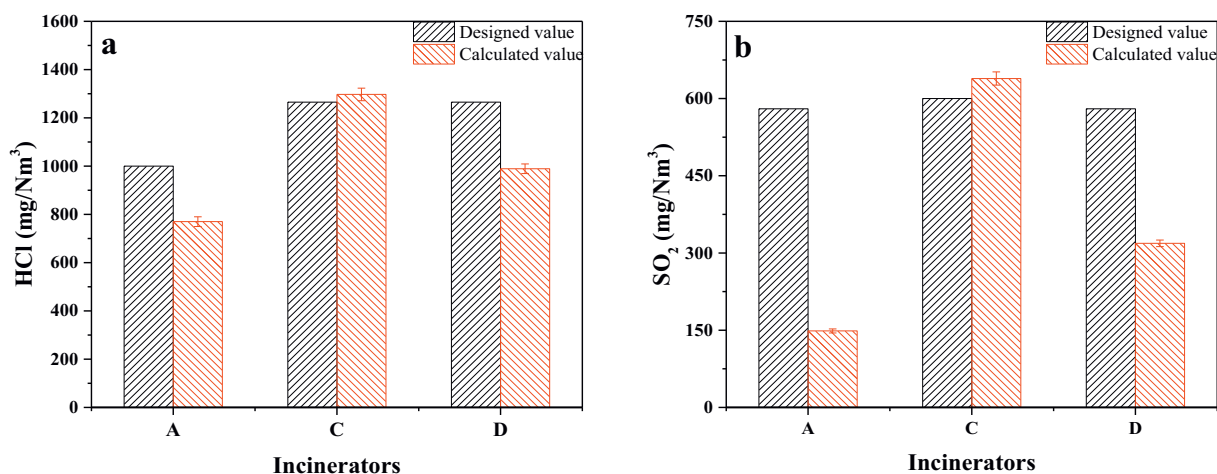 a
Designed value
Calculated value
HCl (mg/Nm³)
1600
1400
1200
1000
800
600
400
200
0
A C D
Incinerators
b
Designed value
Calculated value
SO₂ (mg/Nm³)
750
600
450
300
150
0
A C D
Incinerators